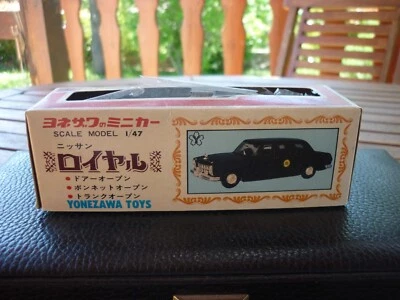 ヨネザワのミニカー
SCALE MODEL 1/47
ニッサン
ロイヤル
• ドアーオープン
• ボンネットオープン
• トランクオープン
YONEZAWA TOYS